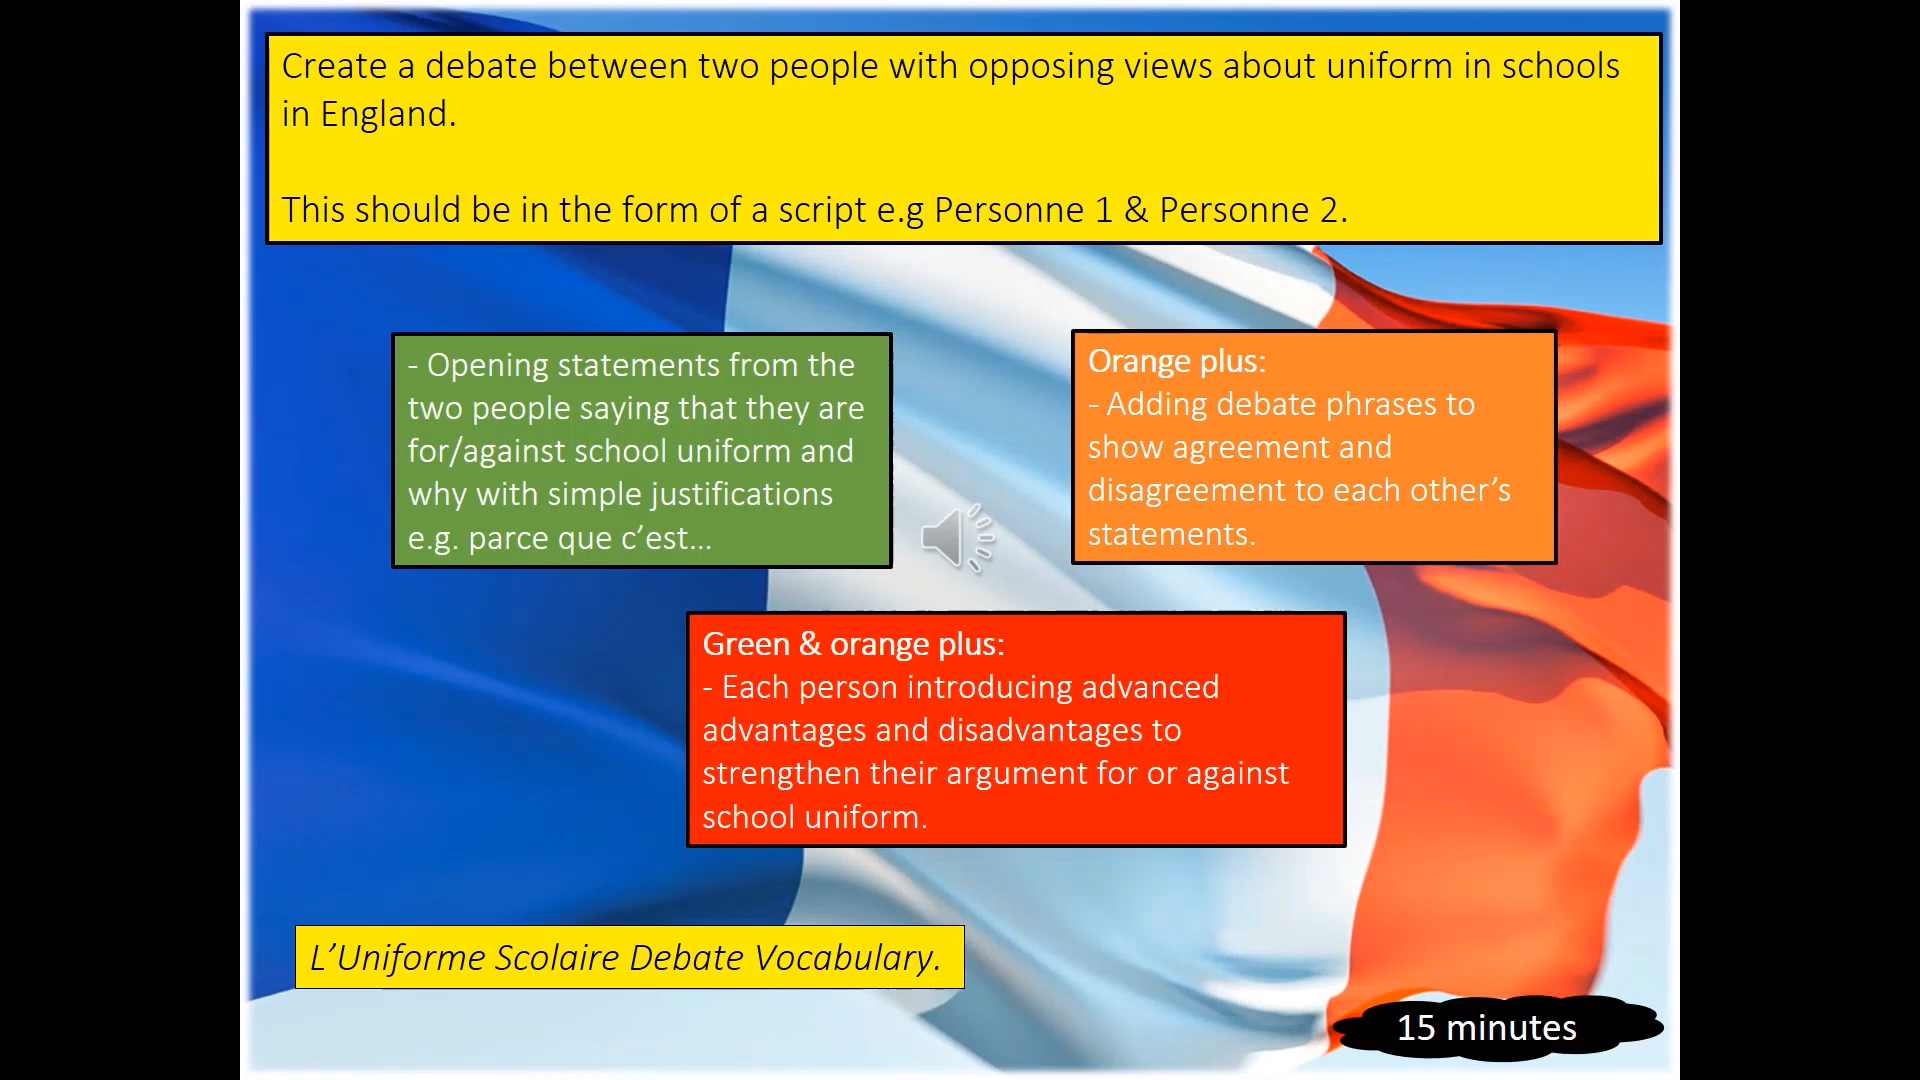 Create a debate between two people with opposing views about uniform in schools
in England.
This should be in the form of a script e.g Personne 1 & Personne 2.
- Opening statements from the
two people saying that they are
for/against school uniform and
why with simple justifications
e.g. parce que c’est...
Orange plus:
- Adding debate phrases to
show agreement and
disagreement to each other’s
statements.
Green & orange plus:
- Each person introducing advanced
advantages and disadvantages to
strengthen their argument for or against
school uniform.
L’Uniforme Scolaire Debate Vocabulary.
15 minutes